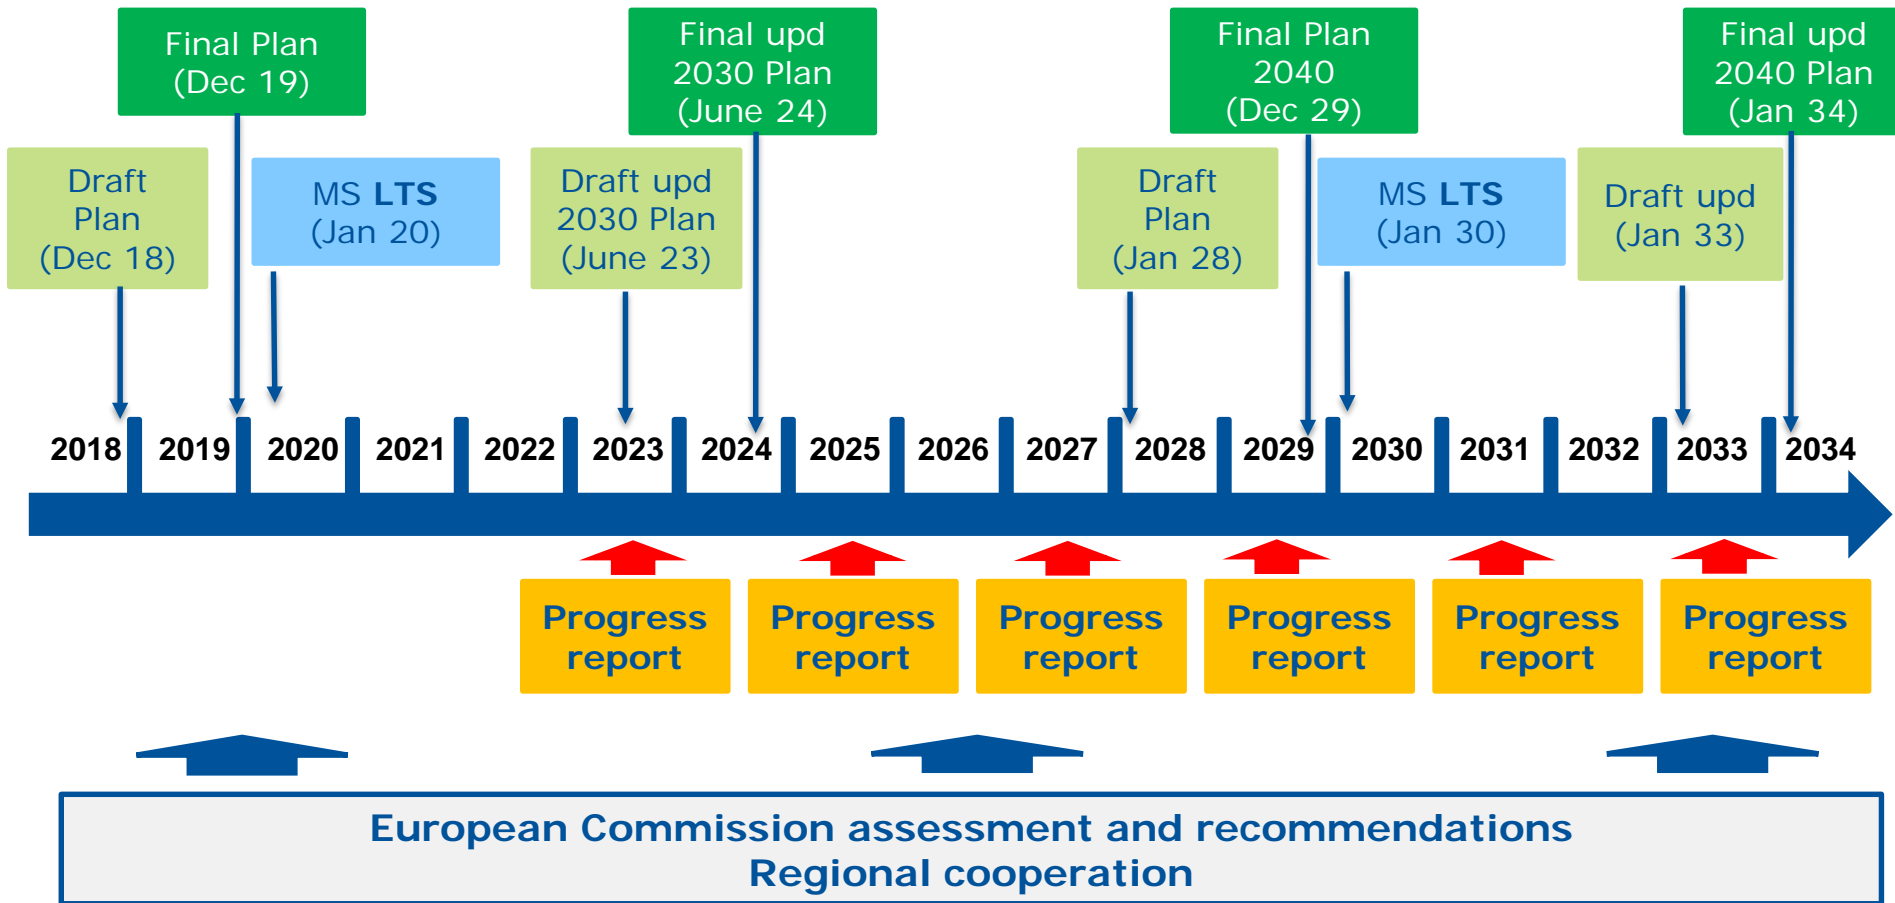 Final Plan
(Dec 19)
Final upd
2030 Plan
(June 24)
Final Plan
2040
(Dec 29)
Final upd
2040 Plan
(Jan 34)
Draft
Plan
(Dec 18)
MS LTS
(Jan 20)
Draft upd
2030 Plan
(June 23)
Draft
Plan
(Jan 28)
MS LTS
(Jan 30)
Draft upd
(Jan 33)
2018 2019 2020 2021 2022 2023 2024 2025 2026 2027 2028 2029 2030 2031 2032 2033 2034
Progress
report
Progress
report
Progress
report
Progress
report
Progress
report
Progress
report
European Commission assessment and recommendations
Regional cooperation